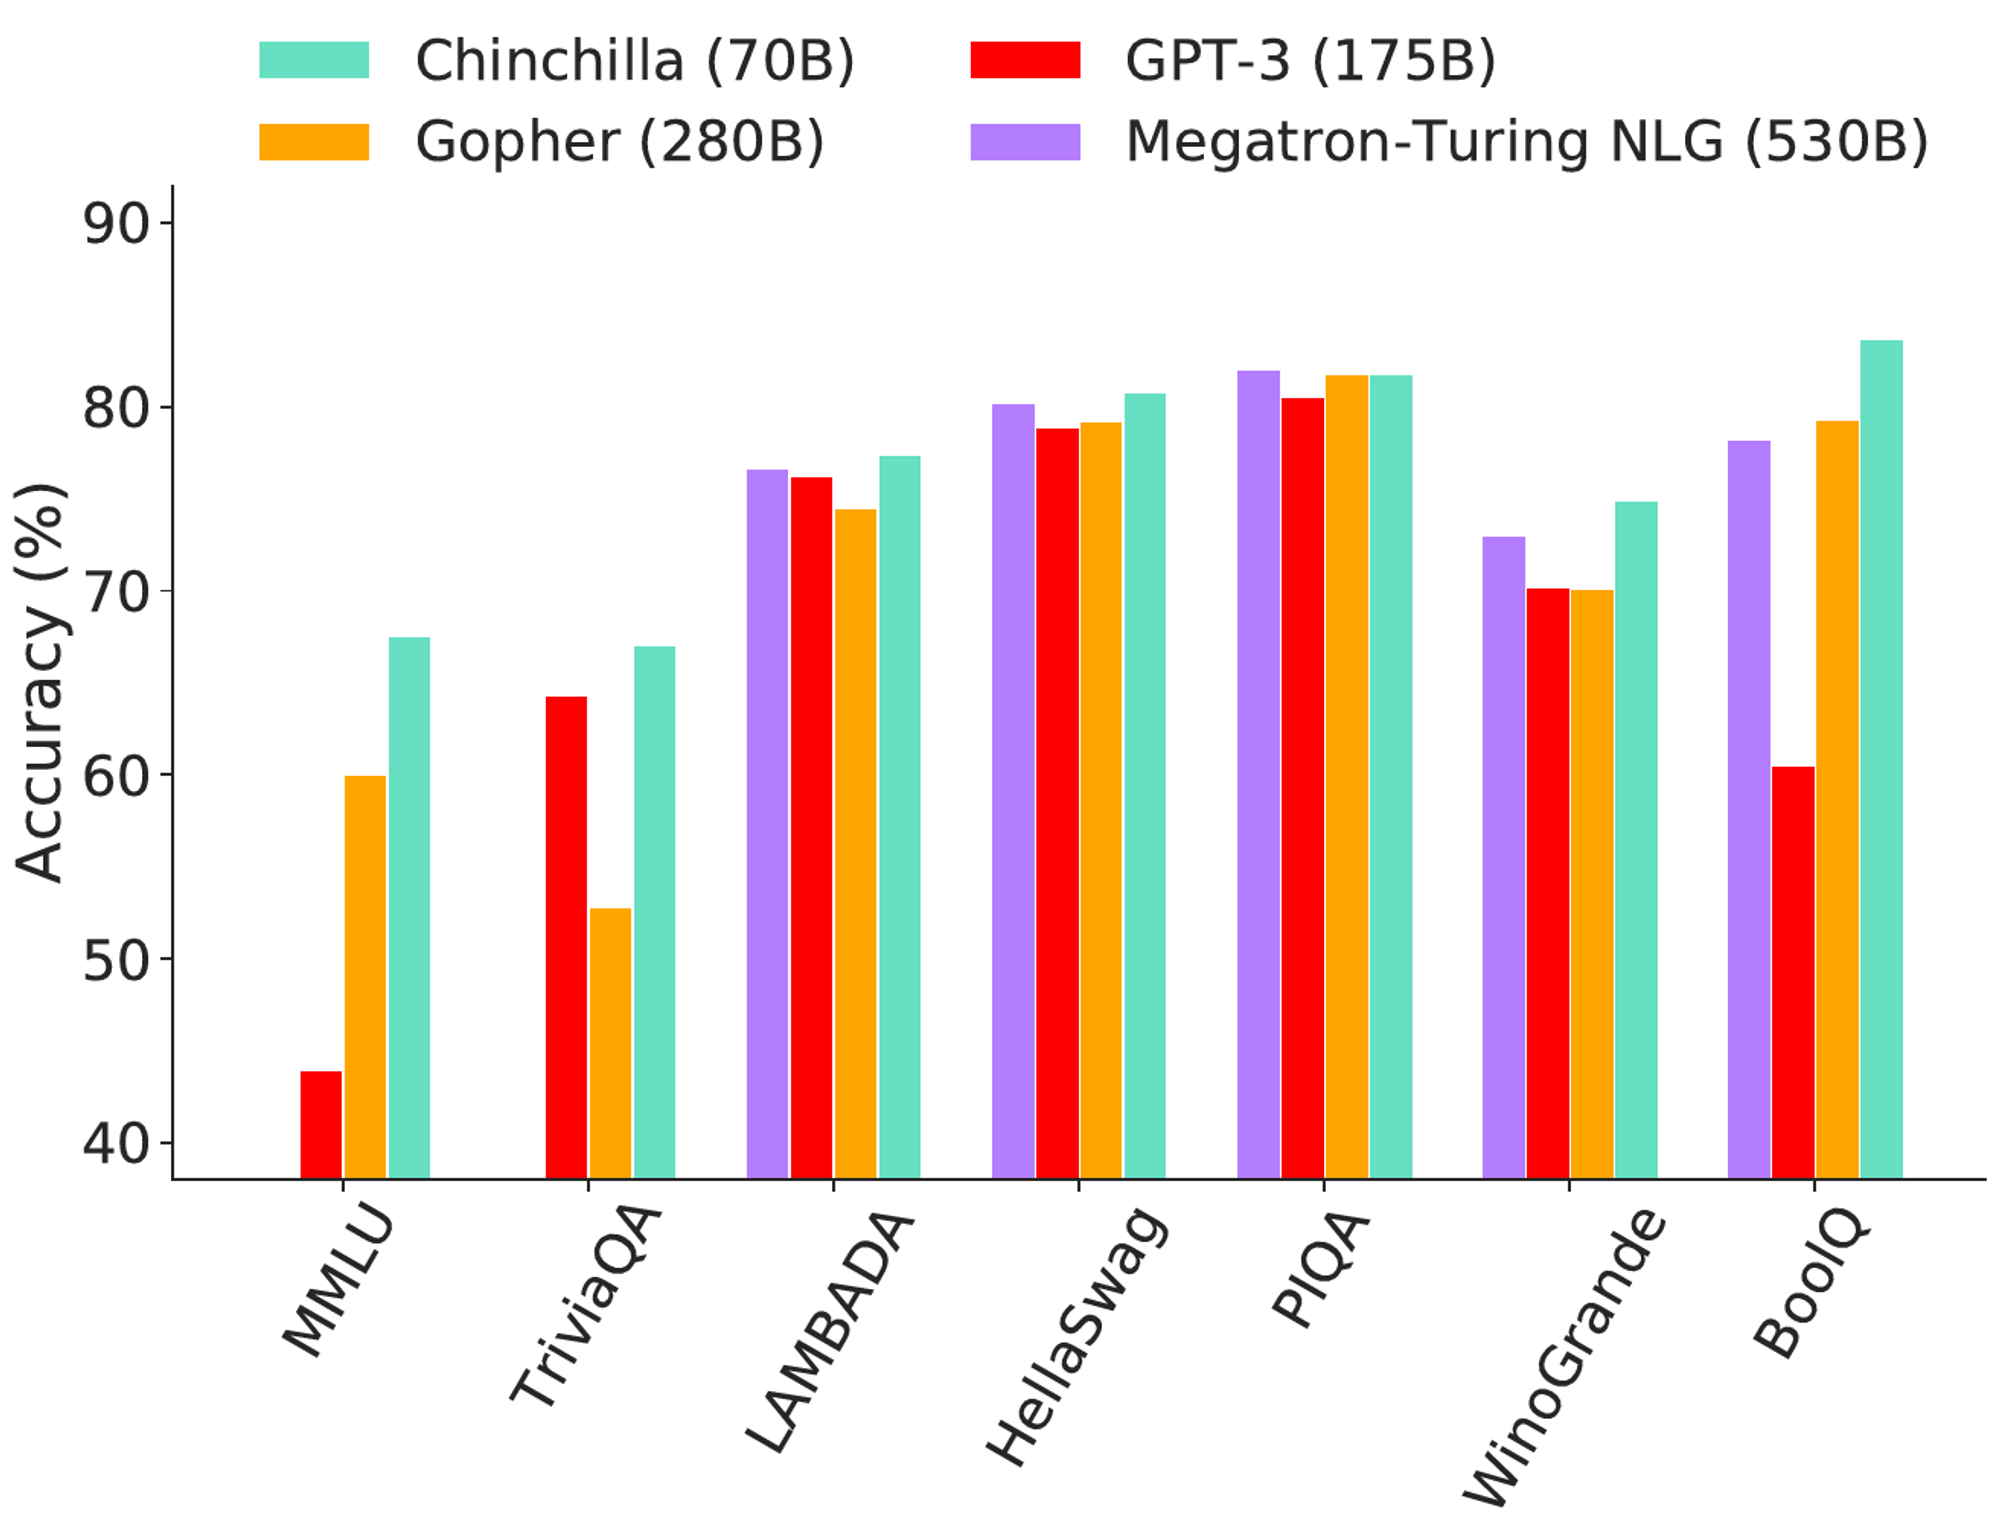 Chinchilla (70B)
GPT-3 (175B)
Gopher (280B)
Megatron-Turing NLG (530B)
Accuracy (%)
90
80
70
60
50
40
MMLU
TriviaQA
LAMBADA
HellaSwag
PIQA
WinoGrande
BoolQ